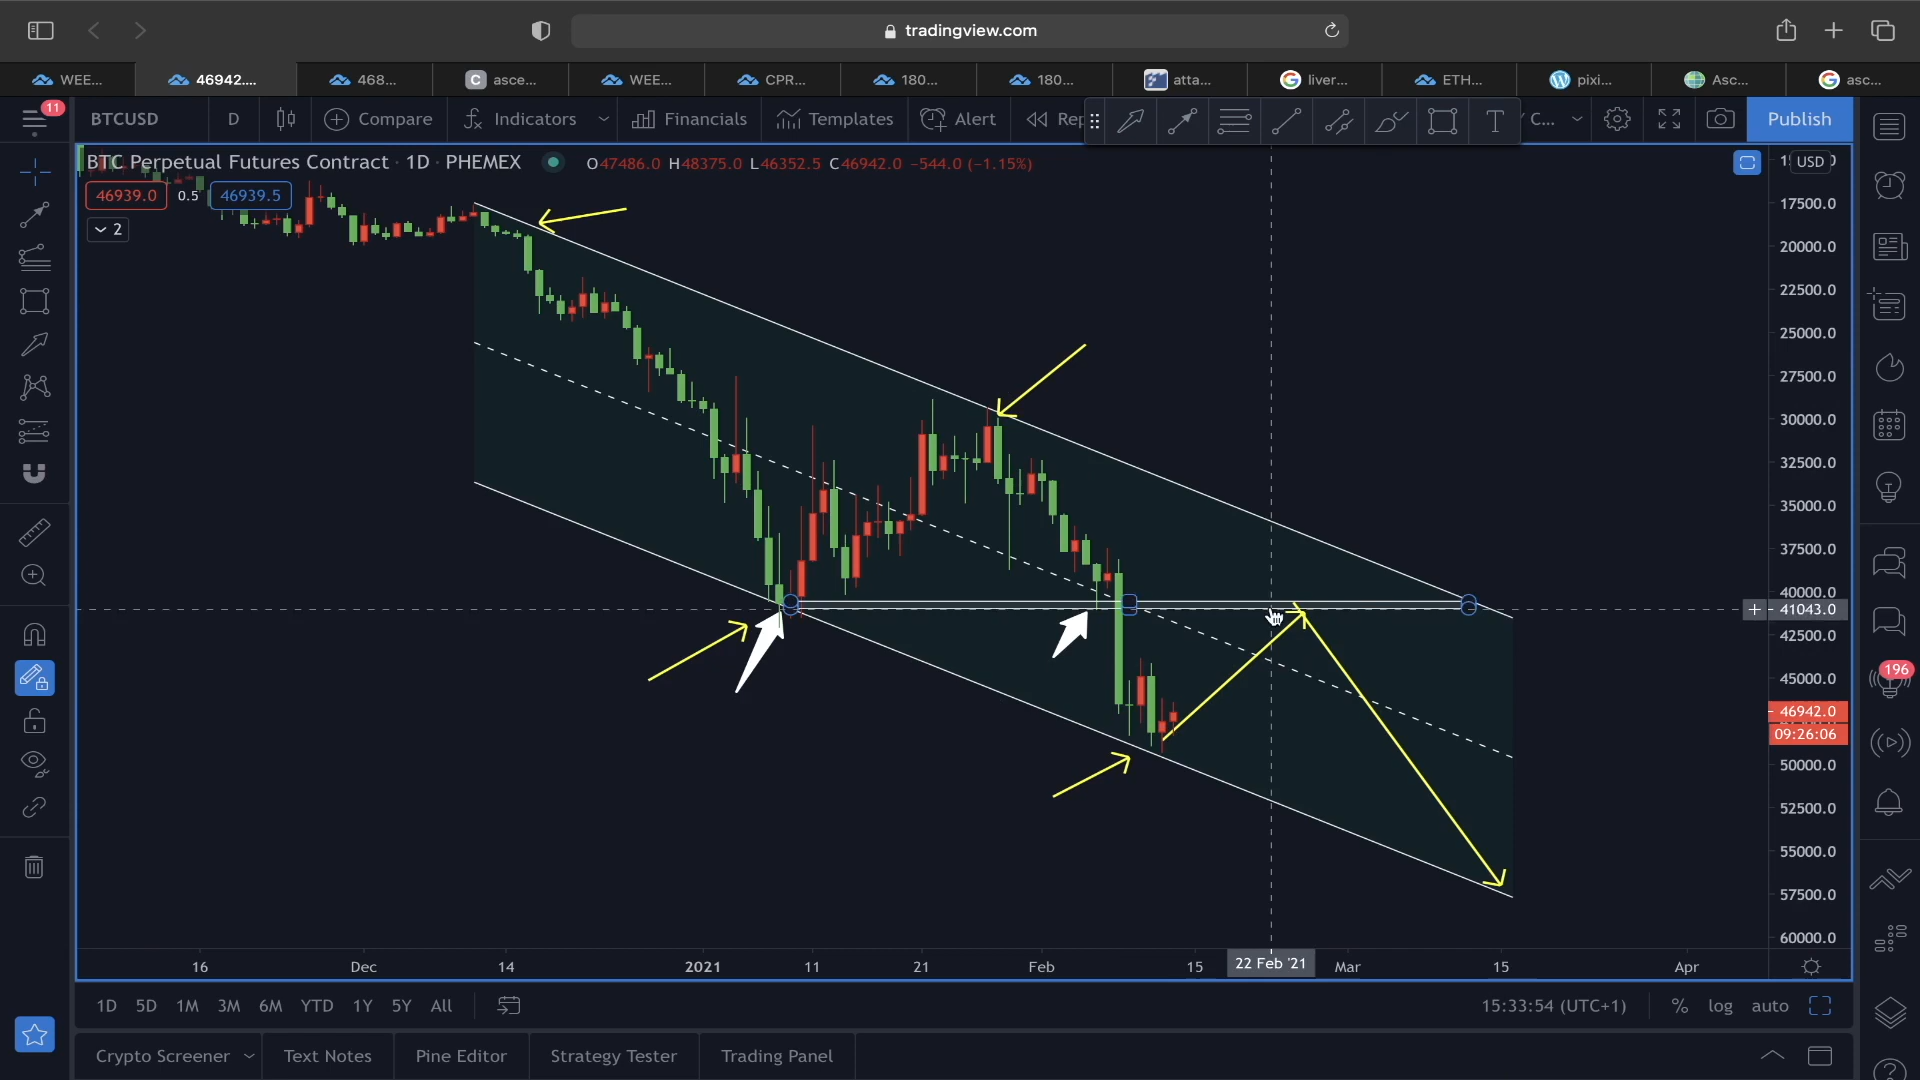 tradingview.com
WEE...
46942....
468...
C asce...
WEE...
CPR...
180...
180...
atta...
liver...
ETH...
pixi...
Asc...
asc...
11
BTCUSD
D
Compare
Indicators
Financials
Templates
Alert
Rep
T
C...
Publish
BTC Perpetual Futures Contract · 1D · PHEMEX
O47486.0 H48375.0 L46352.5 C46942.0 −544.0 (−1.15%)
USD
46939.0
0.5
46939.5
2
17500.0
20000.0
22500.0
25000.0
27500.0
30000.0
32500.0
35000.0
37500.0
40000.0
41043.0
42500.0
45000.0
196
46942.0
09:26:06
50000.0
52500.0
55000.0
57500.0
60000.0
16
Dec
14
2021
11
21
Feb
15
22 Feb '21
Mar
15
Apr
1D
5D
1M
3M
6M
YTD
1Y
5Y
All
15:33:54 (UTC+1)
%
log
auto
Crypto Screener
Text Notes
Pine Editor
Strategy Tester
Trading Panel